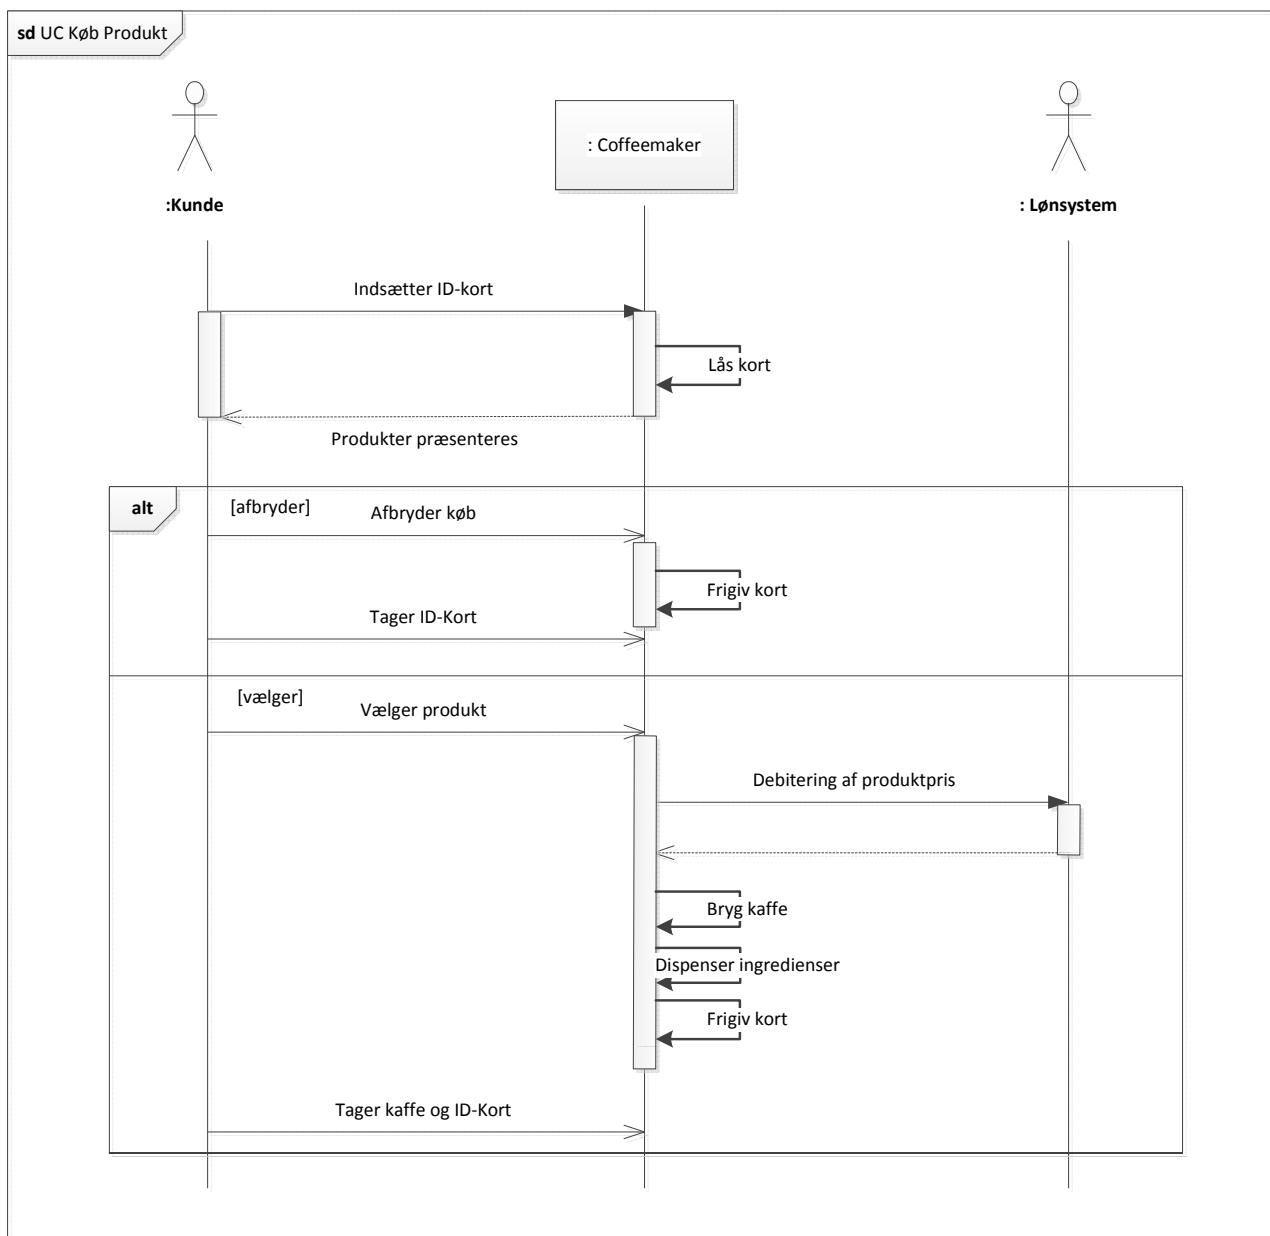 sd UC Køb Produkt
: Coffeemaker
:Kunde
: Lønsystem
Indsætter ID-kort
Lås kort
Produkter præsenteres
alt
[afbryder]
Afbryder køb
Frigiv kort
Tager ID-Kort
[vælger]
Vælger produkt
Debitering af produktpris
Bryg kaffe
Dispenser ingredienser
Frigiv kort
Tager kaffe og ID-Kort